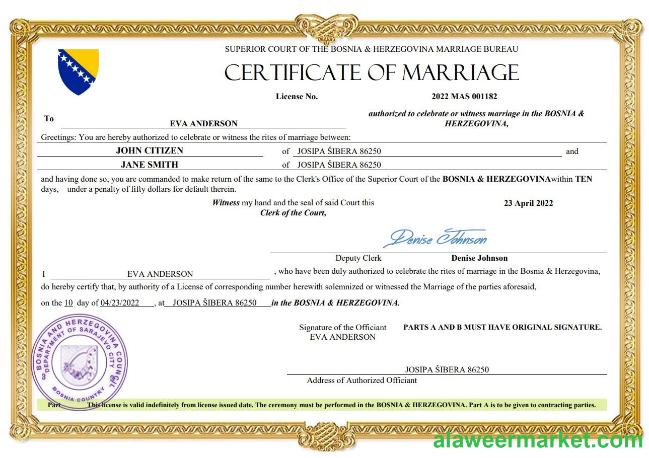 SUPERIOR COURT OF THE BOSNIA & HERZEGOVINA MARRIAGE BUREAU
CERTIFICATE OF MARRIAGE
License No. 2022 MAS 001182
To EVA ANDERSON authorized to celebrate or witness marriage in the BOSNIA &
HERZEGOVINA,
Greetings: You are hereby authorized to celebrate or witness the rites of marriage between:
JOHN CITIZEN of JOSIPA ŠIBERA 86250 and
JANE SMITH of JOSIPA ŠIBERA 86250
and having done so, you are commanded to make return of the same to the Clerk's Office of the Superior Court of the BOSNIA & HERZEGOVINAwithin TEN
days, under a penalty of filly dollars for default therein.
Witness my hand and the seal of said Court this 23 April 2022
Clerk of the Court,
Denise Johnson
Deputy Clerk Denise Johnson
I EVA ANDERSON , who have been duly authorized to celebrate the rites of marriage in the Bosnia & Herzegovina,
do hereby certify that, by authority of a License of corresponding number herewith solemnized or witnessed the Marriage of the parties aforesaid,
on the 10 day of 04/23/2022 , at JOSIPA ŠIBERA 86250 in the BOSNIA & HERZEGOVINA.
Signature of the Officiant PARTS A AND B MUST HAVE ORIGINAL SIGNATURE.
EVA ANDERSON
JOSIPA ŠIBERA 86250
Address of Authorized Officiant
BOSNIA AND HERZEGOVINA COUNCIL
DEPARTMENT OF SARAJEVO CITY
BOSNIA COUNTRY
Part This license is valid indefinitely from license issued date. The ceremony must be performed in the BOSNIA & HERZEGOVINA. Part A is to be given to contracting parties.
alaweermarket.com